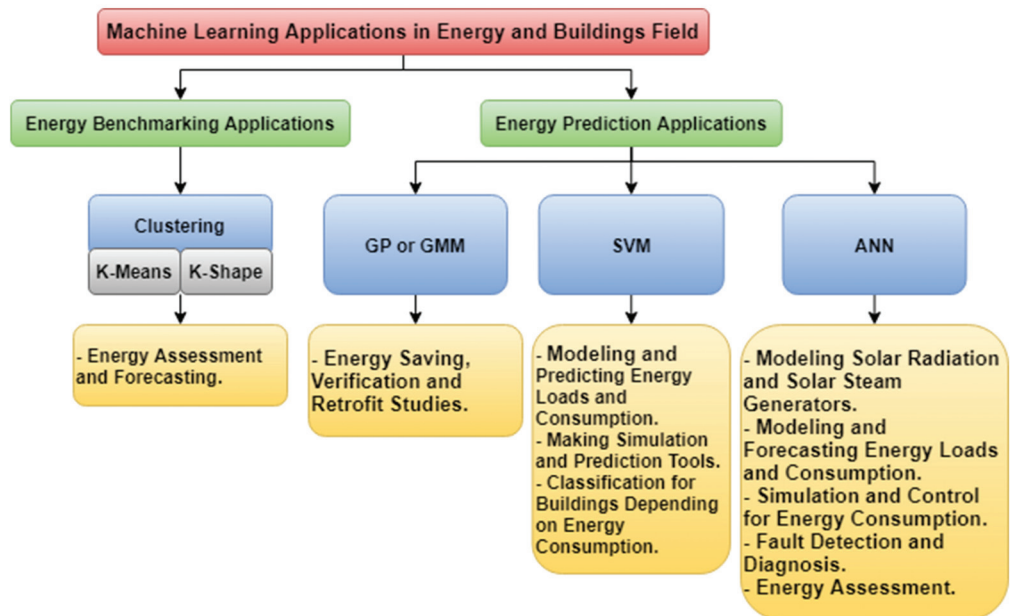 Machine Learning Applications in Energy and Buildings Field
Energy Benchmarking Applications
Energy Prediction Applications
Clustering
K-Means
K-Shape
GP or GMM
SVM
ANN
- Energy Assessment
and Forecasting.
- Energy Saving,
Verification and
Retrofit Studies.
- Modeling and
Predicting Energy
Loads and
Consumption.
- Making Simulation
and Prediction Tools.
- Classification for
Buildings Depending
on Energy
Consumption.
- Modeling Solar Radiation
and Solar Steam
Generators.
- Modeling and
Forecasting Energy Loads
and Consumption.
- Simulation and Control
for Energy Consumption.
- Fault Detection and
Diagnosis.
- Energy Assessment.